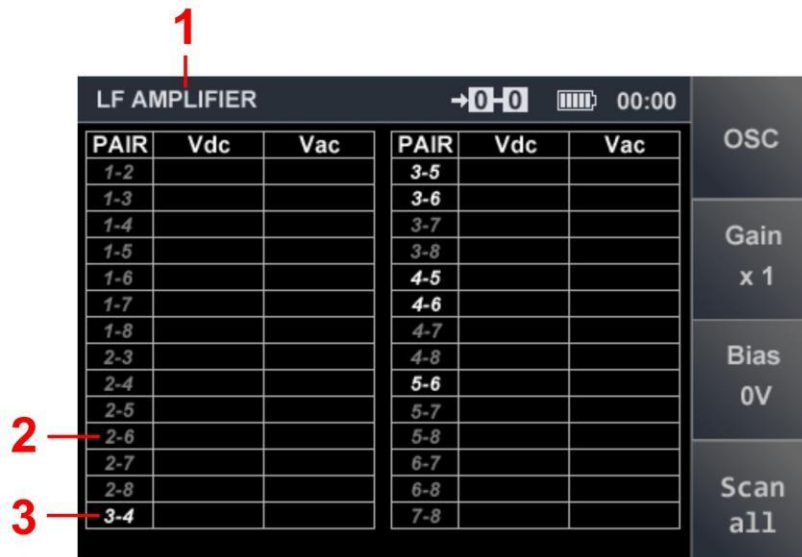 1
LF AMPLIFIER →0-0 00:00
PAIR Vdc Vac PAIR Vdc Vac OSC
1-2 3-5
1-3 3-6
1-4 3-7
1-5 3-8
1-6 4-5
1-7 4-6
1-8 4-7
2-3 4-8
2-4 5-6
2-5 5-7
2-6 5-8
2-7 6-7
2-8 6-8
3-4 7-8
Gain
x 1
Bias
0V
Scan
all
2
3